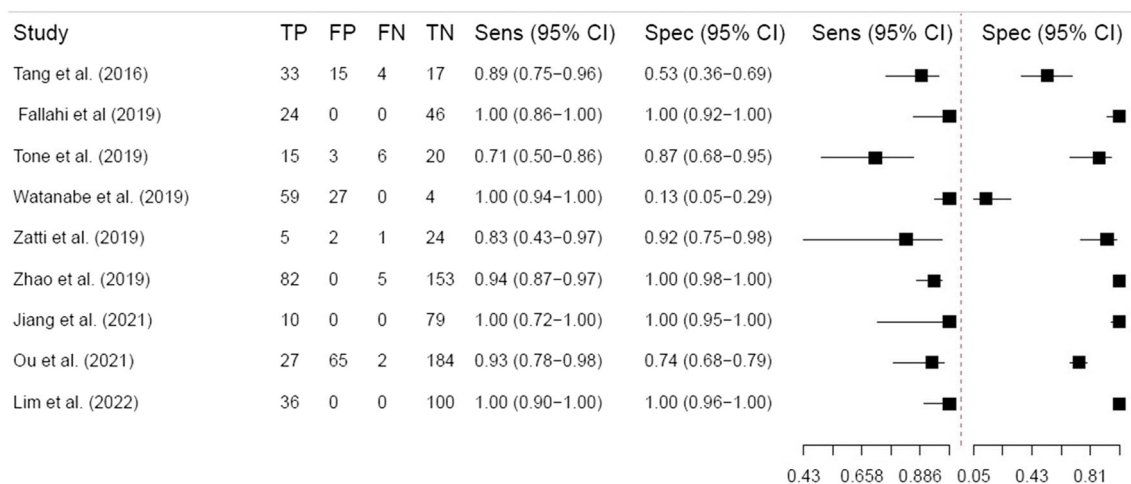 Study TP FP FN TN Sens (95% CI) Spec (95% CI) Sens (95% CI) Spec (95% CI)
Tang et al. (2016) 33 15 4 17 0.89 (0.75−0.96) 0.53 (0.36−0.69)
Fallahi et al (2019) 24 0 0 46 1.00 (0.86−1.00) 1.00 (0.92−1.00)
Tone et al. (2019) 15 3 6 20 0.71 (0.50−0.86) 0.87 (0.68−0.95)
Watanabe et al. (2019) 59 27 0 4 1.00 (0.94−1.00) 0.13 (0.05−0.29)
Zatti et al. (2019) 5 2 1 24 0.83 (0.43−0.97) 0.92 (0.75−0.98)
Zhao et al. (2019) 82 0 5 153 0.94 (0.87−0.97) 1.00 (0.98−1.00)
Jiang et al. (2021) 10 0 0 79 1.00 (0.72−1.00) 1.00 (0.95−1.00)
Ou et al. (2021) 27 65 2 184 0.93 (0.78−0.98) 0.74 (0.68−0.79)
Lim et al. (2022) 36 0 0 100 1.00 (0.90−1.00) 1.00 (0.96−1.00)
0.43 0.658 0.886 0.05 0.43 0.81